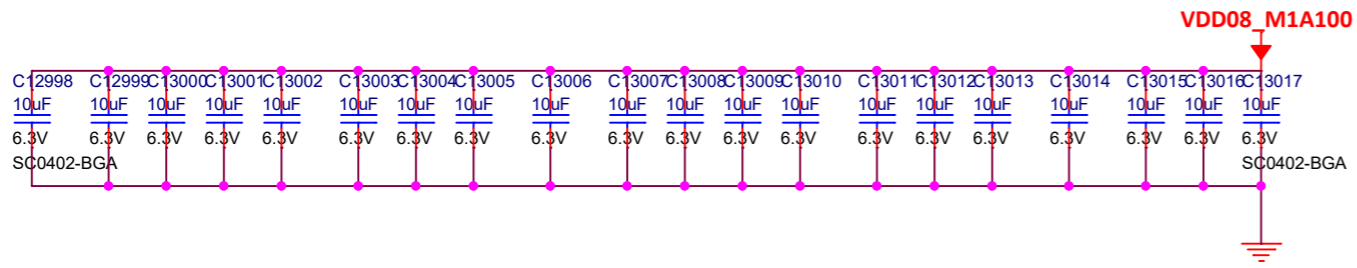 VDD08_M1A100
C12998 C12999 C13000 C13001 C13002 C13003 C13004 C13005 C13006 C13007 C13008 C13009 C13010 C13011 C13012 C13013 C13014 C13015 C13016 C13017
10uF 10uF 10uF 10uF 10uF 10uF 10uF 10uF 10uF 10uF 10uF 10uF 10uF 10uF 10uF 10uF 10uF 10uF 10uF 10uF
6.3V 6.3V 6.3V 6.3V 6.3V 6.3V 6.3V 6.3V 6.3V 6.3V 6.3V 6.3V 6.3V 6.3V 6.3V 6.3V 6.3V 6.3V 6.3V 6.3V
SC0402-BGA SC0402-BGA